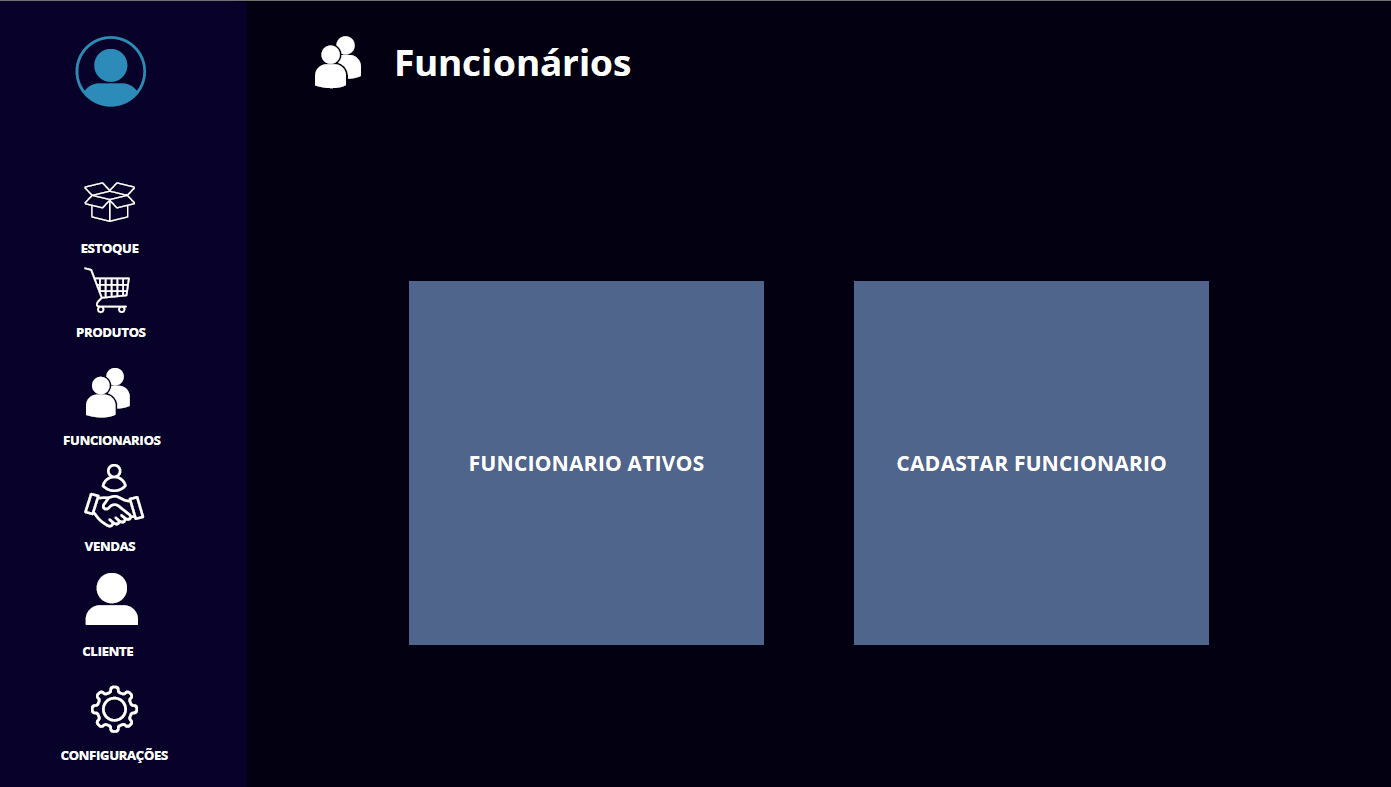 Funcionários
ESTOQUE
PRODUTOS
FUNCIONARIOS
VENDAS
CLIENTE
CONFIGURAÇÕES
FUNCIONARIO ATIVOS
CADASTAR FUNCIONARIO